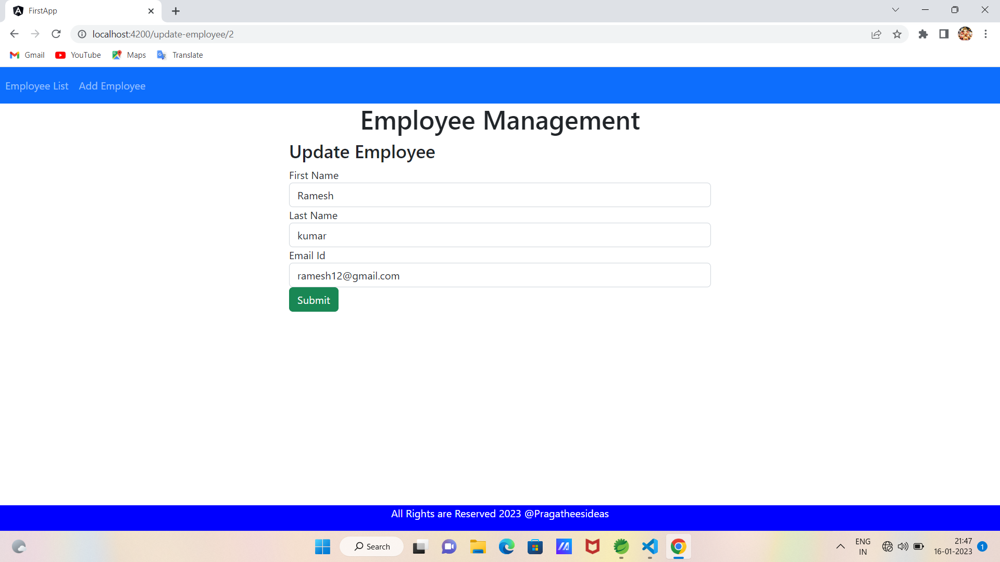 FirstApp
localhost:4200/update-employee/2
Gmail YouTube Maps Translate
Employee List Add Employee
Employee Management
Update Employee
First Name
Ramesh
Last Name
kumar
Email Id
ramesh12@gmail.com
Submit
All Rights are Reserved 2023 @Pragatheesideas
Search
ENG
IN
21:47
16-01-2023
1